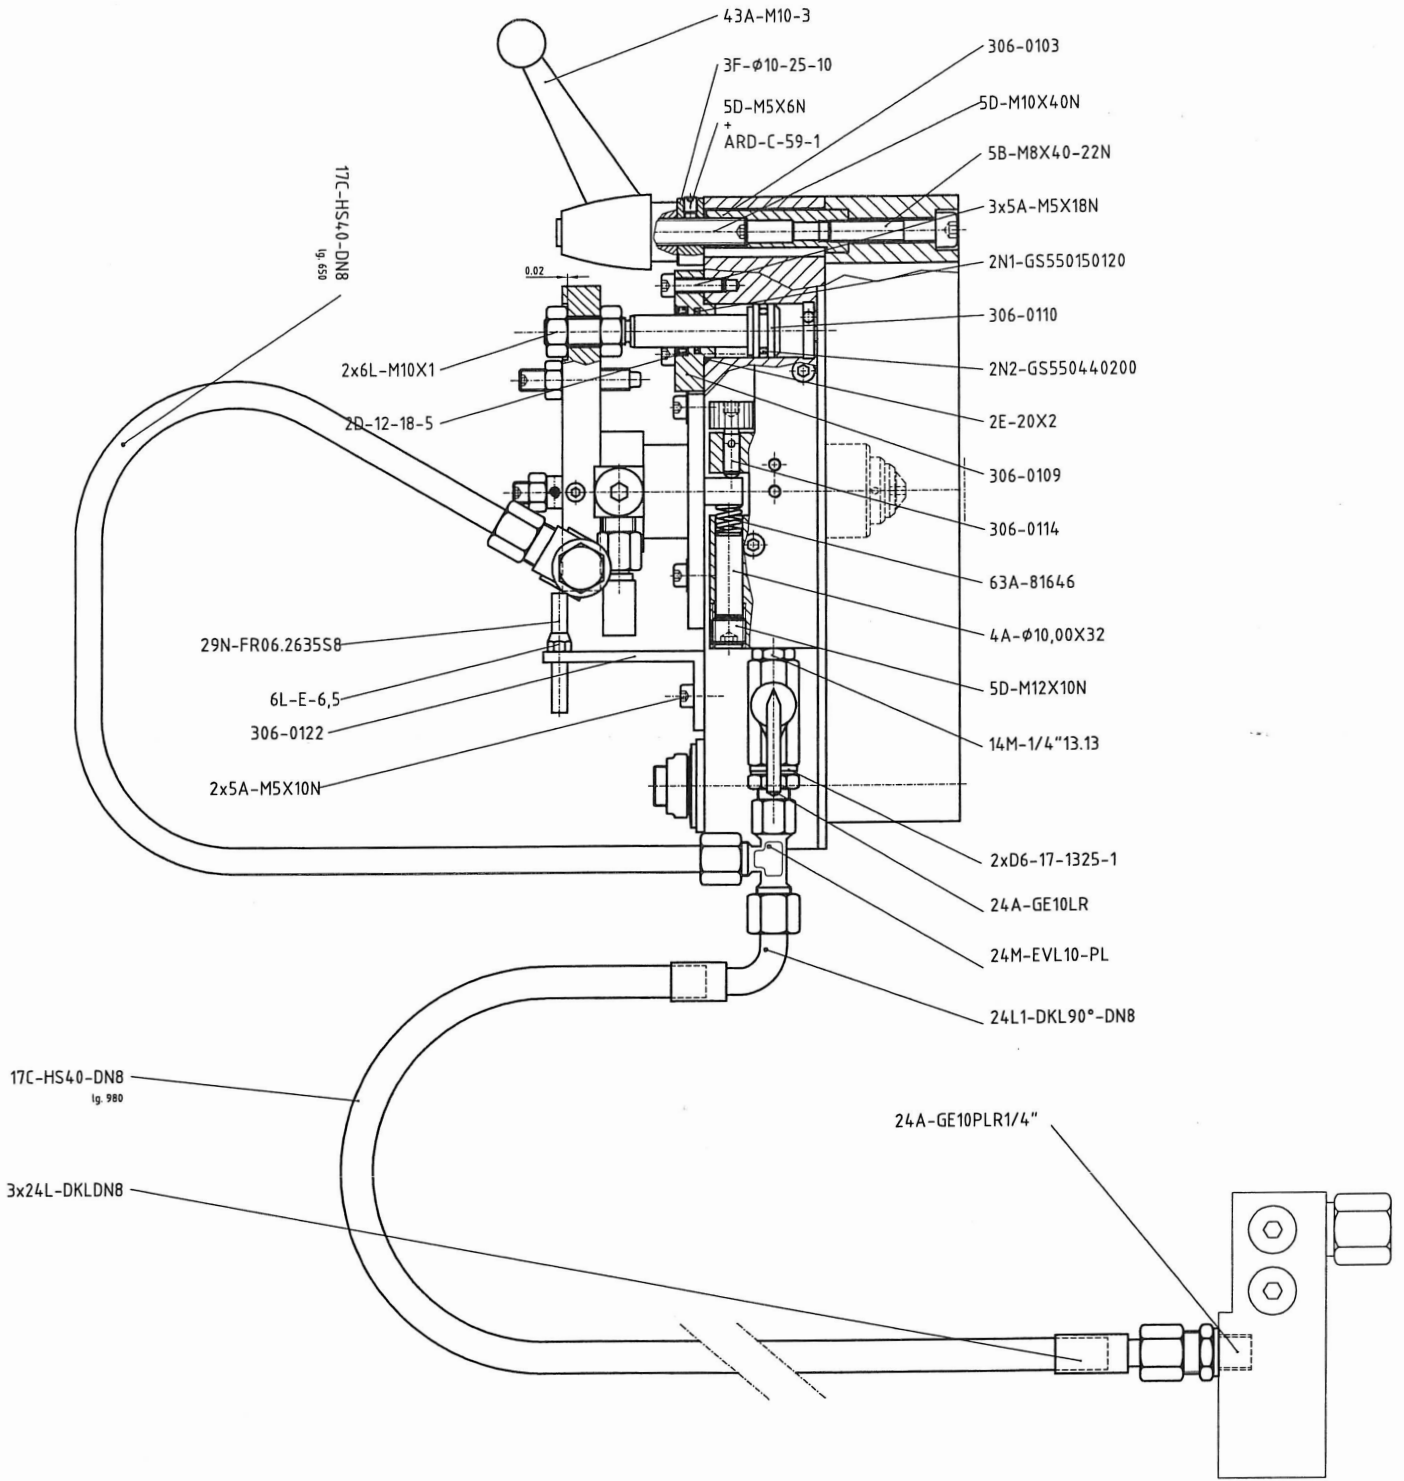 43A-M10-3
306-0103
3F-Ø10-25-10
5D-M5X6N
+
ARD-C-59-1
5D-M10X40N
5B-M8X40-22N
17C-HS40-DN8
lg. 650
3x5A-M5X18N
0.02
2N1-GS550150120
306-0110
2x6L-M10X1
2N2-GS550440200
2D-12-18-5
2E-20X2
306-0109
306-0114
63A-81646
29N-FR06.2635S8
4A-Ø10,00X32
6L-E-6,5
5D-M12X10N
306-0122
14M-1/4"13.13
2x5A-M5X10N
2xD6-17-1325-1
24A-GE10LR
24M-EVL10-PL
24L1-DKL90°-DN8
17C-HS40-DN8
lg. 980
24A-GE10PLR1/4"
3x24L-DKLDN8